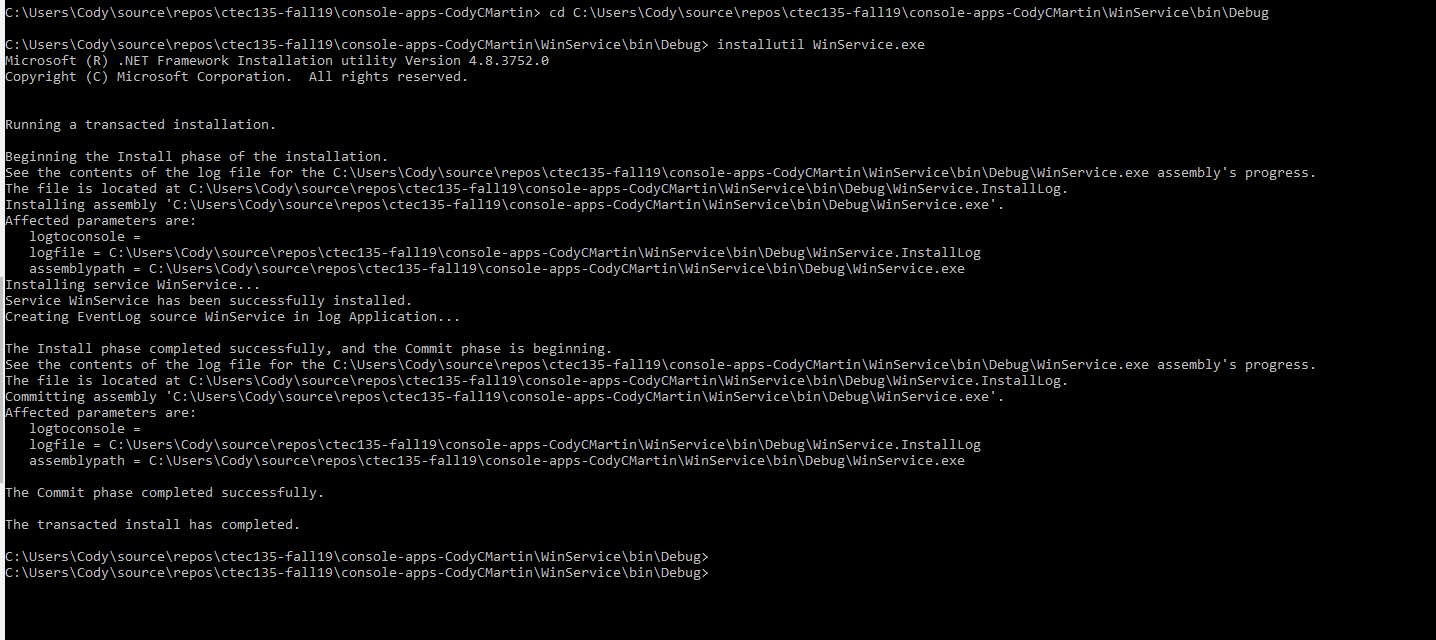 C:\Users\Cody\source\repos\ctec135-fall19\console-apps-CodyCMartin> cd C:\Users\Cody\source\repos\ctec135-fall19\console-apps-CodyCMartin\WinService\bin\Debug
C:\Users\Cody\source\repos\ctec135-fall19\console-apps-CodyCMartin\WinService\bin\Debug> installutil WinService.exe
Microsoft (R) .NET Framework Installation utility Version 4.8.3752.0
Copyright (C) Microsoft Corporation.  All rights reserved.
Running a transacted installation.
Beginning the Install phase of the installation.
See the contents of the log file for the C:\Users\Cody\source\repos\ctec135-fall19\console-apps-CodyCMartin\WinService\bin\Debug\WinService.exe assembly's progress.
The file is located at C:\Users\Cody\source\repos\ctec135-fall19\console-apps-CodyCMartin\WinService\bin\Debug\WinService.InstallLog.
Installing assembly 'C:\Users\Cody\source\repos\ctec135-fall19\console-apps-CodyCMartin\WinService\bin\Debug\WinService.exe'.
Affected parameters are:
   logtoconsole =
   logfile = C:\Users\Cody\source\repos\ctec135-fall19\console-apps-CodyCMartin\WinService\bin\Debug\WinService.InstallLog
   assemblypath = C:\Users\Cody\source\repos\ctec135-fall19\console-apps-CodyCMartin\WinService\bin\Debug\WinService.exe
Installing service WinService...
Service WinService has been successfully installed.
Creating EventLog source WinService in log Application...
The Install phase completed successfully, and the Commit phase is beginning.
See the contents of the log file for the C:\Users\Cody\source\repos\ctec135-fall19\console-apps-CodyCMartin\WinService\bin\Debug\WinService.exe assembly's progress.
The file is located at C:\Users\Cody\source\repos\ctec135-fall19\console-apps-CodyCMartin\WinService\bin\Debug\WinService.InstallLog.
Committing assembly 'C:\Users\Cody\source\repos\ctec135-fall19\console-apps-CodyCMartin\WinService\bin\Debug\WinService.exe'.
Affected parameters are:
   logtoconsole =
   logfile = C:\Users\Cody\source\repos\ctec135-fall19\console-apps-CodyCMartin\WinService\bin\Debug\WinService.InstallLog
   assemblypath = C:\Users\Cody\source\repos\ctec135-fall19\console-apps-CodyCMartin\WinService\bin\Debug\WinService.exe
The Commit phase completed successfully.
The transacted install has completed.
C:\Users\Cody\source\repos\ctec135-fall19\console-apps-CodyCMartin\WinService\bin\Debug>
C:\Users\Cody\source\repos\ctec135-fall19\console-apps-CodyCMartin\WinService\bin\Debug>